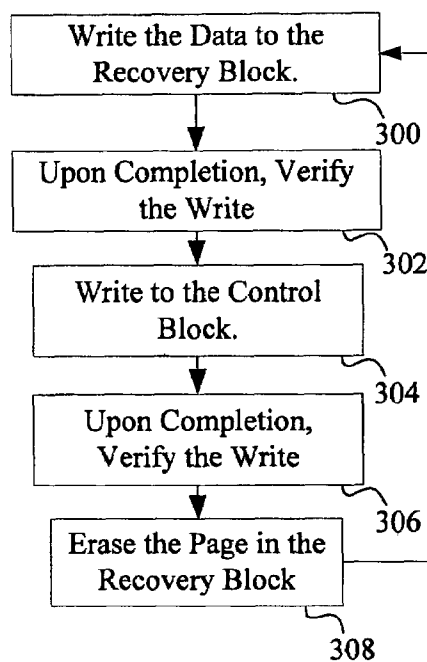 Write the Data to the
Recovery Block.
300
Upon Completion, Verify
the Write
302
Write to the Control
Block.
304
Upon Completion,
Verify the Write
306
Erase the Page in the
Recovery Block
308